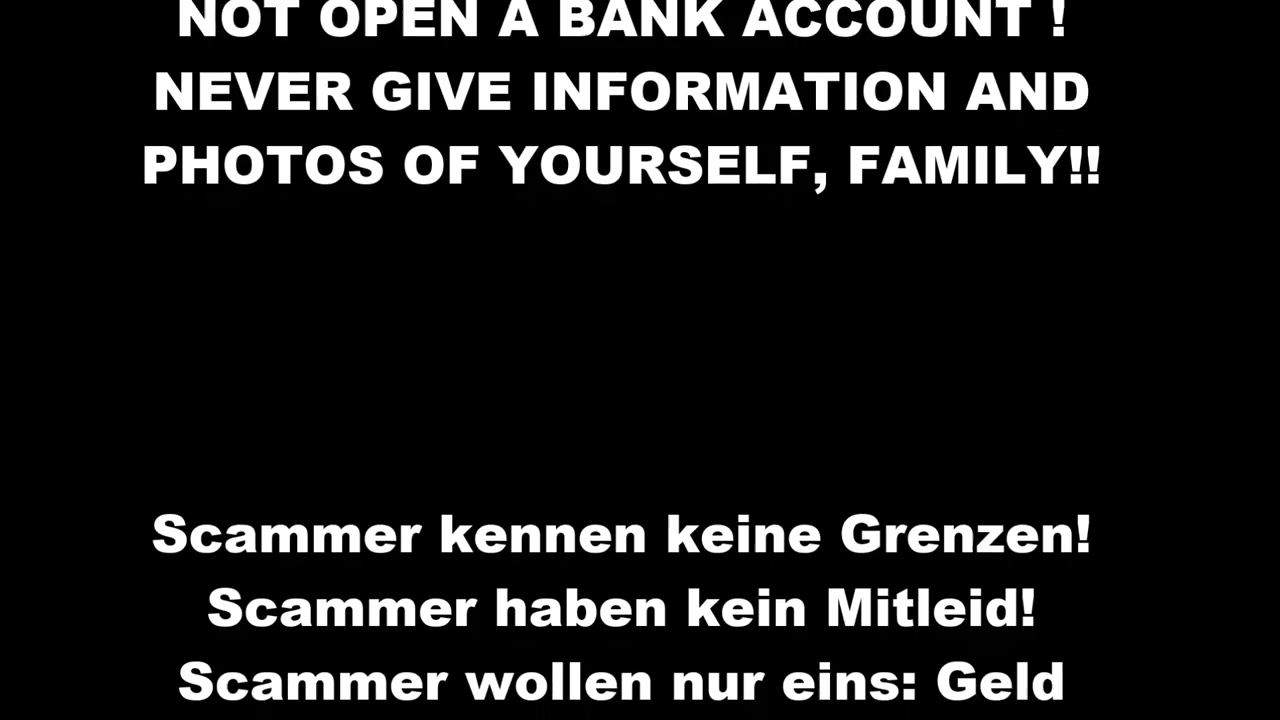 NOT OPEN A BANK ACCOUNT !
NEVER GIVE INFORMATION AND
PHOTOS OF YOURSELF, FAMILY!!
Scammer kennen keine Grenzen!
Scammer haben kein Mitleid!
Scammer wollen nur eins: Geld